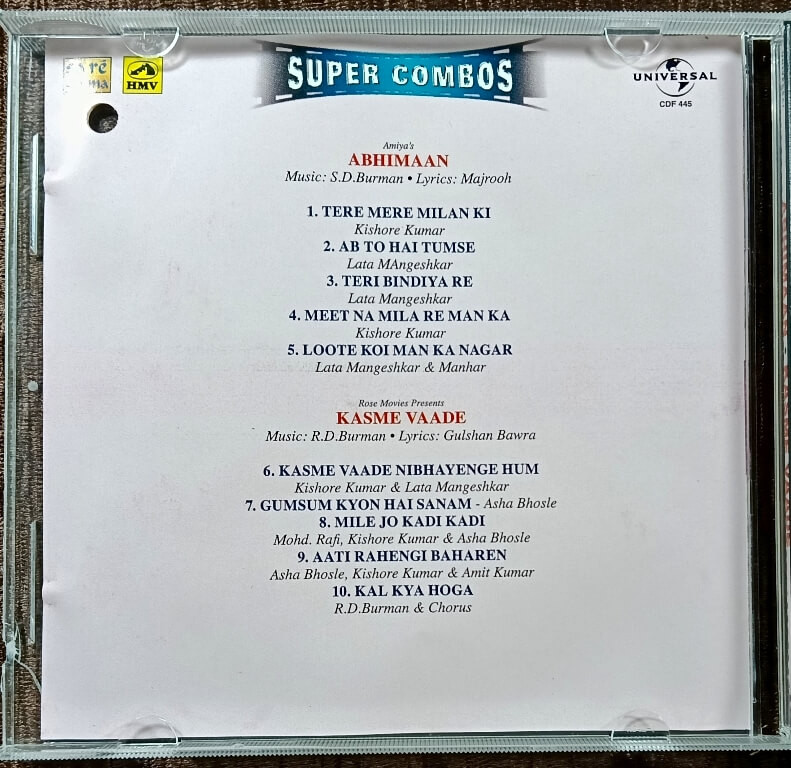 HMV
SUPER COMBOS
UNIVERSAL
CDF 445
Amiya's
ABHIMAAN
Music: S.D.Burman • Lyrics: Majrooh
1. TERE MERE MILAN KI
Kishore Kumar
2. AB TO HAI TUMSE
Lata MAngeshkar
3. TERI BINDIYA RE
Lata Mangeshkar
4. MEET NA MILA RE MAN KA
Kishore Kumar
5. LOOTE KOI MAN KA NAGAR
Lata Mangeshkar & Manhar
Rose Movies Presents
KASME VAADE
Music: R.D.Burman • Lyrics: Gulshan Bawra
6. KASME VAADE NIBHAYENGE HUM
Kishore Kumar & Lata Mangeshkar
7. GUMSUM KYON HAI SANAM - Asha Bhosle
8. MILE JO KADI KADI
Mohd. Rafi, Kishore Kumar & Asha Bhosle
9. AATI RAHENGI BAHAREN
Asha Bhosle, Kishore Kumar & Amit Kumar
10. KAL KYA HOGA
R.D.Burman & Chorus